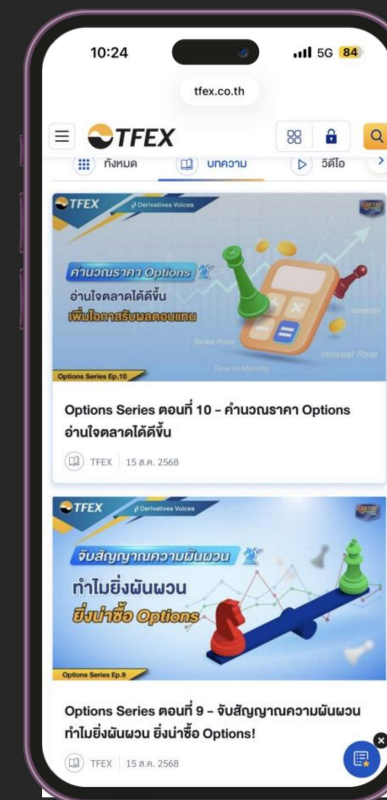 10:24
5G 84
tfex.co.th
TFEX
ทั้งหมด
บทความ
วิดีโอ
TFEX
Derivatives Voices
คำนวณราคา Options
อ่านใจตลาดได้ดีขึ้น
เพิ่มโอกาสรับผลตอบแทน
Volatility
Strike Price
Interest Rate
Time to Maturity
Options Series Ep.10
Options Series ตอนที่ 10 - คำนวณราคา Options
อ่านใจตลาดได้ดีขึ้น
TFEX
15 ส.ค. 2568
TFEX
Derivatives Voices
จับสัญญาณความผันผวน
ทำไมยิ่งผันผวน
ยิ่งน่าซื้อ Options
Options Series Ep.9
Options Series ตอนที่ 9 - จับสัญญาณความผันผวน
ทำไมยิ่งผันผวน ยิ่งน่าซื้อ Options!
TFEX
15 ส.ค. 2568